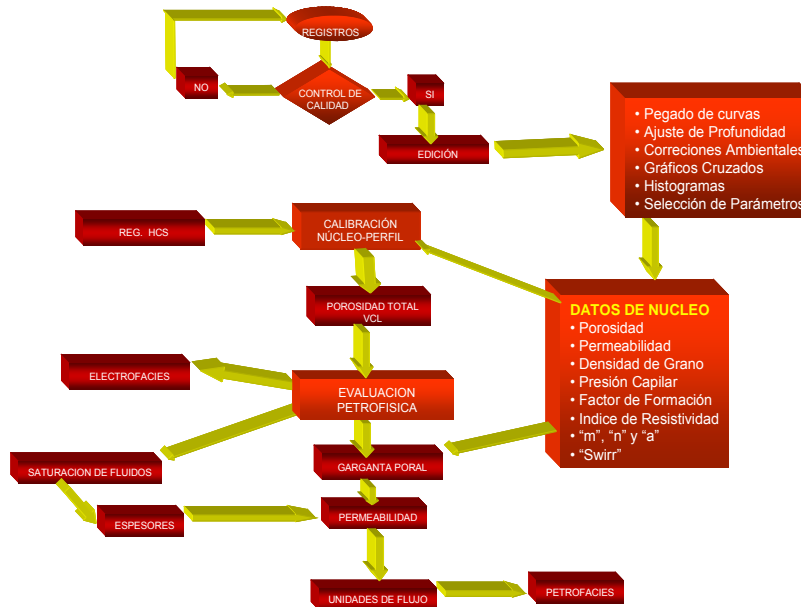 REGISTROS
NO
CONTROL DE
CALIDAD
SI
EDICIÓN
• Pegado de curvas
• Ajuste de Profundidad
• Correciones Ambientales
• Gráficos Cruzados
• Histogramas
• Selección de Parámetros
REG. HCS
CALIBRACIÓN
NÚCLEO-PERFIL
POROSIDAD TOTAL
VCL
DATOS DE NUCLEO
• Porosidad
• Permeabilidad
• Densidad de Grano
• Presión Capilar
• Factor de Formación
• Indice de Resistividad
• “m”, “n” y “a”
• “Swirr”
ELECTROFACIES
EVALUACION
PETROFISICA
SATURACION DE FLUIDOS
GARGANTA PORAL
ESPESORES
PERMEABILIDAD
UNIDADES DE FLUJO
PETROFACIES